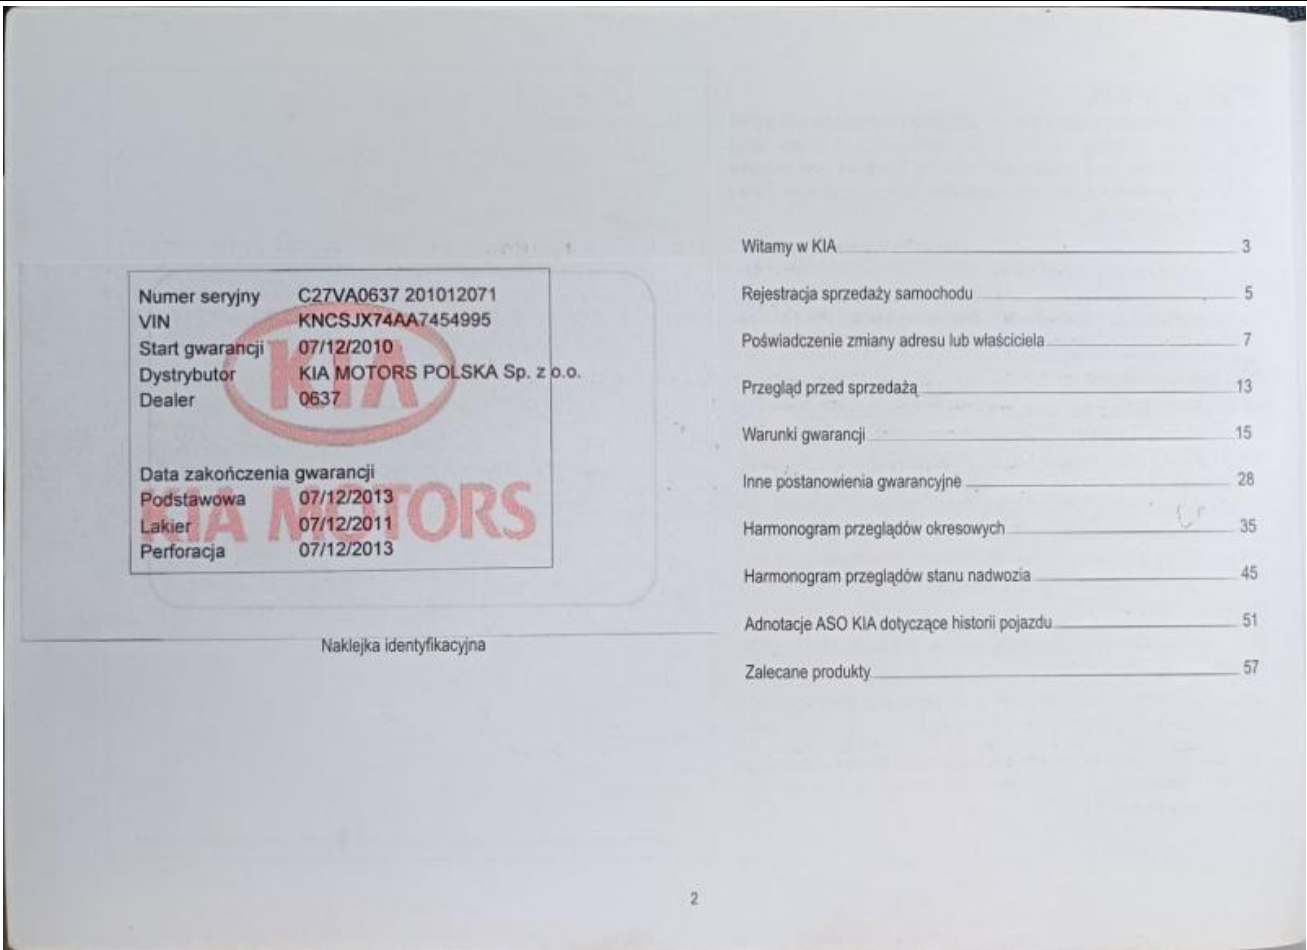 Numer seryjny C27VA0637 201012071
VIN KNCSJX74AA7454995
Start gwarancji 07/12/2010
Dystrybutor KIA MOTORS POLSKA Sp. z o.o.
Dealer 0637
KIA
Data zakończenia gwarancji
Podstawowa 07/12/2013
Lakier 07/12/2011
Perforacja 07/12/2013
KIA MOTORS
Naklejka identyfikacyjna
Witamy w KIA 3
Rejestracja sprzedaży samochodu 5
Poświadczenie zmiany adresu lub właściciela 7
Przegląd przed sprzedażą 13
Warunki gwarancji 15
Inne postanowienia gwarancyjne 28
Harmonogram przeglądów okresowych 35
Harmonogram przeglądów stanu nadwozia 45
Adnotacje ASO KIA dotyczące historii pojazdu 51
Zalecane produkty 57
2